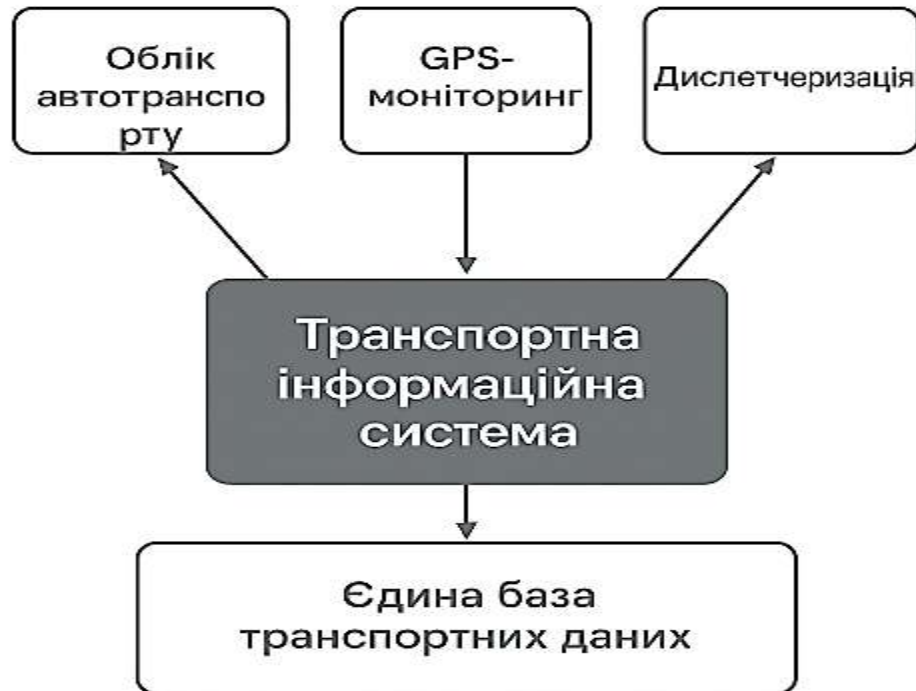 Облік
автотранспо
рту
GPS-
моніторинг
Дислетчеризація
Транспортна
інформаційна
система
Єдина база
транспортних даних